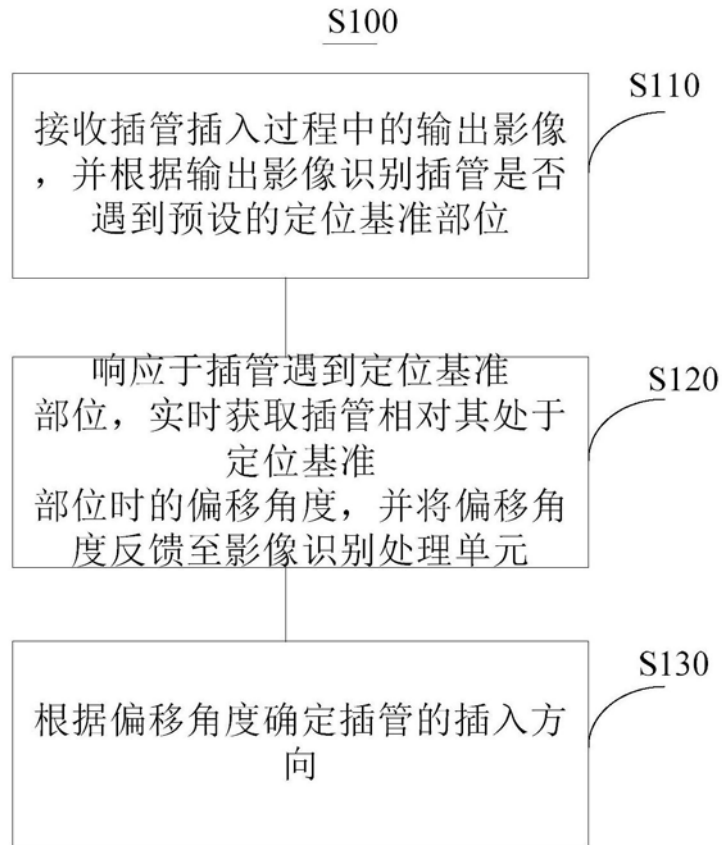 S100
S110
接收插管插入过程中的输出影像
，并根据输出影像识别插管是否
遇到预设的定位基准部位
S120
响应于插管遇到定位基准
部位，实时获取插管相对其处于
定位基准
部位时的偏移角度，并将偏移角
度反馈至影像识别处理单元
S130
根据偏移角度确定插管的插入方
向